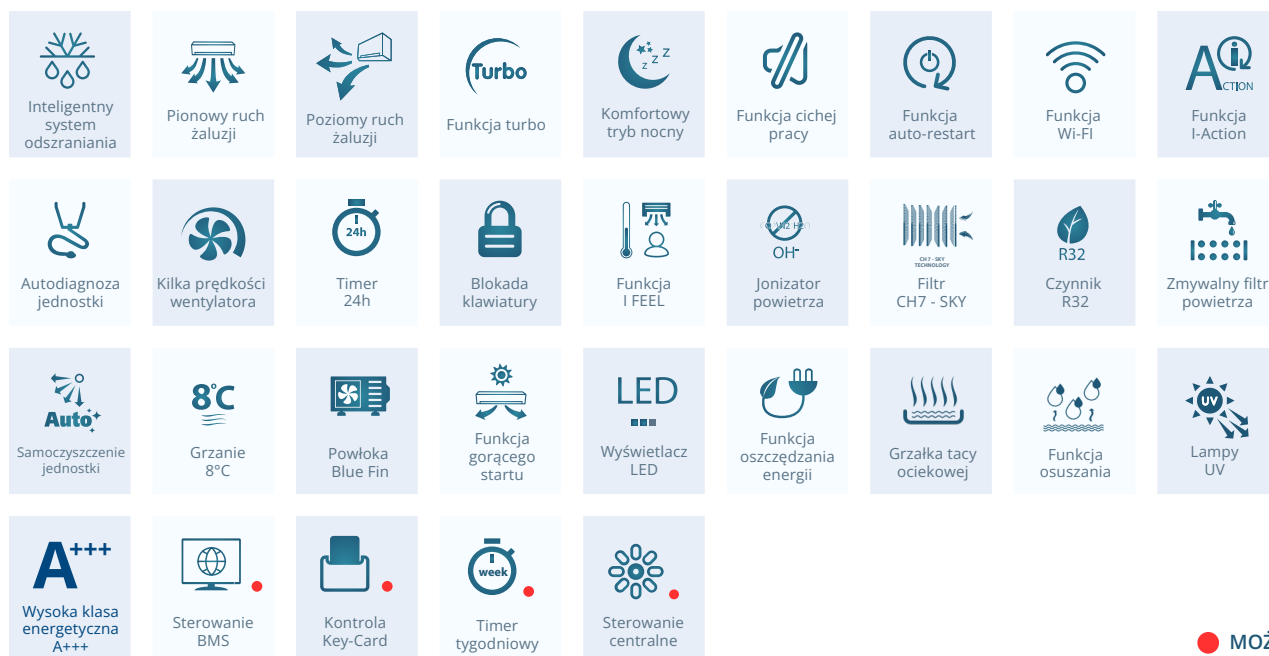 Turbo
ACTION
Inteligentny
system
odszraniania
Pionowy ruch
żaluzji
Poziomy ruch
żaluzji
Funkcja turbo
z z z
Komfortowy
tryb nocny
Funkcja cichej
pracy
Funkcja
auto-restart
Funkcja
Wi-FI
Funkcja
I-Action
24h
OH-
CH7 - SKY
TECHNOLOGY
R32
Autodiagnoza
jednostki
Kilka prędkości
wentylatora
Timer
24h
Blokada
klawiatury
Funkcja
I FEEL
Jonizator
powietrza
Filtr
CH7 - SKY
Czynnik
R32
Zmywalny filtr
powietrza
Auto
8°C
LED
UV
Samoczyszczenie
jednostki
Grzanie
8°C
Powłoka
Blue Fin
Funkcja
gorącego
startu
Wyświetlacz
LED
Funkcja
oszczędzania
energii
Grzałka tacy
ociekowej
Funkcja
osuszania
Lampy
UV
A+++
week
Wysoka klasa
energetyczna
A+++
Sterowanie
BMS
Kontrola
Key-Card
Timer
tygodniowy
Sterowanie
centralne